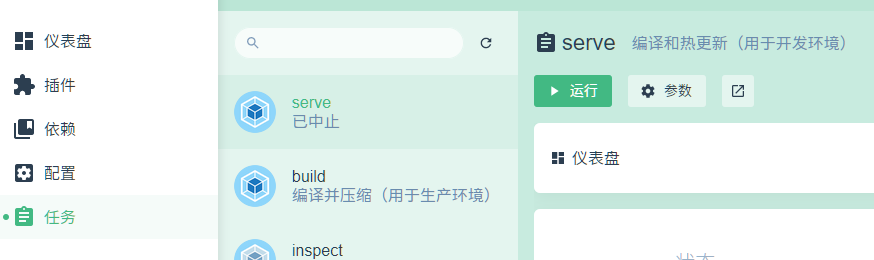 仪表盘
插件
依赖
配置
任务
serve
已中止
build
编译并压缩（用于生产环境）
inspect
serve 编译和热更新（用于开发环境）
运行 参数
仪表盘
状态